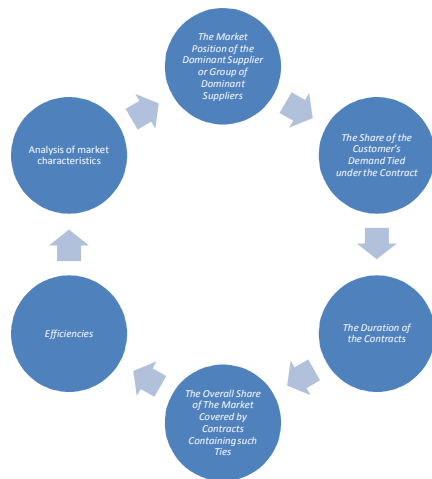 The Market
Position of the
Dominant Supplier
or Group of
Dominant
Suppliers
The Share of the
Customer's
Demand Tied
under the Contract
The Duration of
the Contracts
The Overall Share
of The Market
Covered by
Contracts
Containing such
Ties
Efficiencies
Analysis of market
characteristics